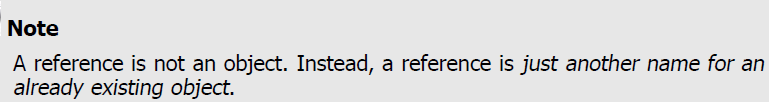 Note
A reference is not an object. Instead, a reference is just another name for an
already existing object.